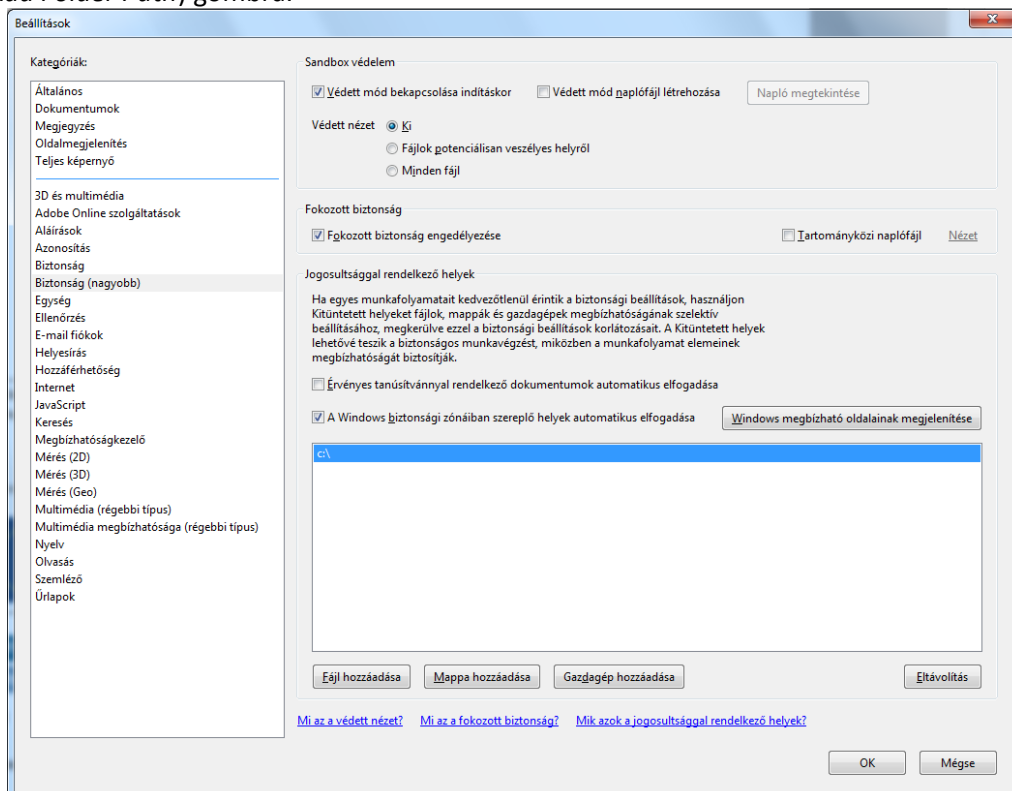 Add Folder Path) gombra.
Beállítások
Kategóriák:
Általános
Dokumentumok
Megjegyzés
Oldalmegjelenítés
Teljes képernyő
3D és multimédia
Adobe Online szolgáltatások
Aláírások
Azonosítás
Biztonság
Biztonság (nagyobb)
Egység
Ellenőrzés
E-mail fiókok
Helyesírás
Hozzáférhetőség
Internet
JavaScript
Keresés
Megbízhatóságkezelő
Mérés (2D)
Mérés (3D)
Mérés (Geo)
Multimédia (régebbi típus)
Multimédia megbízhatósága (régebbi típus)
Nyelv
Olvasás
Szemléző
Űrlapok
Sandbox védelem
Védett mód bekapcsolása indításkor
Védett mód naplófájl létrehozása
Napló megtekintése
Védett nézet
Ki
Fájlok potenciálisan veszélyes helyről
Minden fájl
Fokozott biztonság
Fokozott biztonság engedélyezése
Tartományközi naplófájl
Nézet
Jogosultsággal rendelkező helyek
Ha egyes munkafolyamatait kedvezőtlenül érintik a biztonsági beállítások, használjon
Kitüntetett helyeket fájlok, mappák és gazdagépek megbízhatóságának szelektív
beállításához, megkerülve ezzel a biztonsági beállítások korlátozásait. A Kitüntetett helyek
lehetővé teszik a biztonságos munkavégzést, miközben a munkafolyamat elemeinek
megbízhatóságát biztosítják.
Érvényes tanúsítvánnyal rendelkező dokumentumok automatikus elfogadása
A Windows biztonsági zónáiban szereplő helyek automatikus elfogadása
Windows megbízható oldalainak megjelenítése
c:\
Fájl hozzáadása
Mappa hozzáadása
Gazdagép hozzáadása
Eltávolítás
Mi az a védett nézet?
Mi az a fokozott biztonság?
Mik azok a jogosultsággal rendelkező helyek?
OK
Mégse